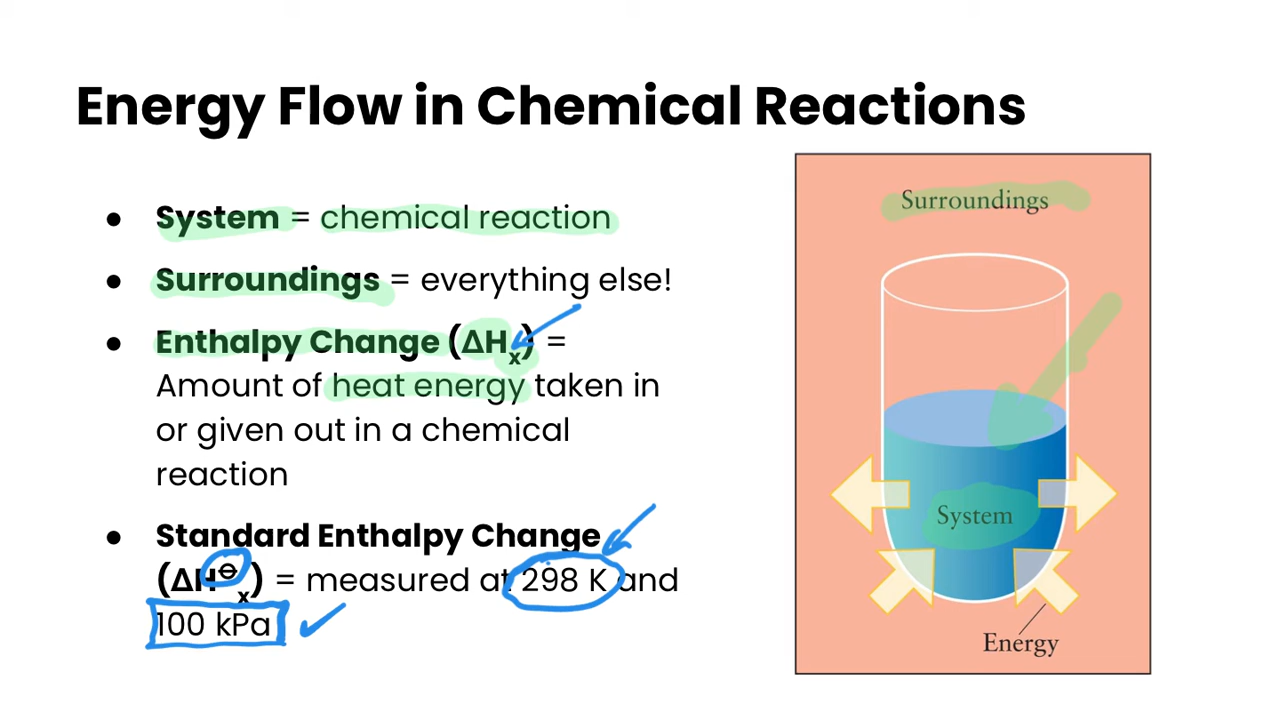 Energy Flow in Chemical Reactions
● System = chemical reaction
● Surroundings = everything else!
● Enthalpy Change (ΔHₓ) =
Amount of heat energy taken in
or given out in a chemical
reaction
● Standard Enthalpy Change
(ΔH⊖ₓ) = measured at 298 K and
100 kPa
Surroundings
System
Energy